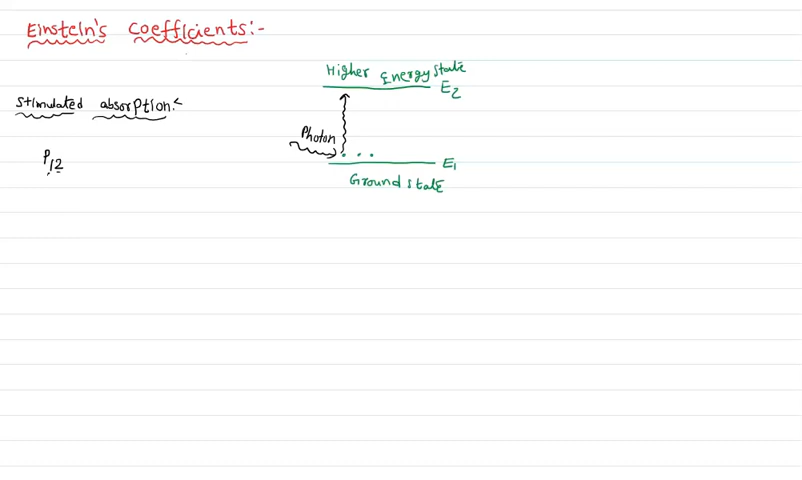 Einstein's coefficients:-
Higher Energy state
E2
stimulated absorption:-
Photon
P12
E1
Ground state